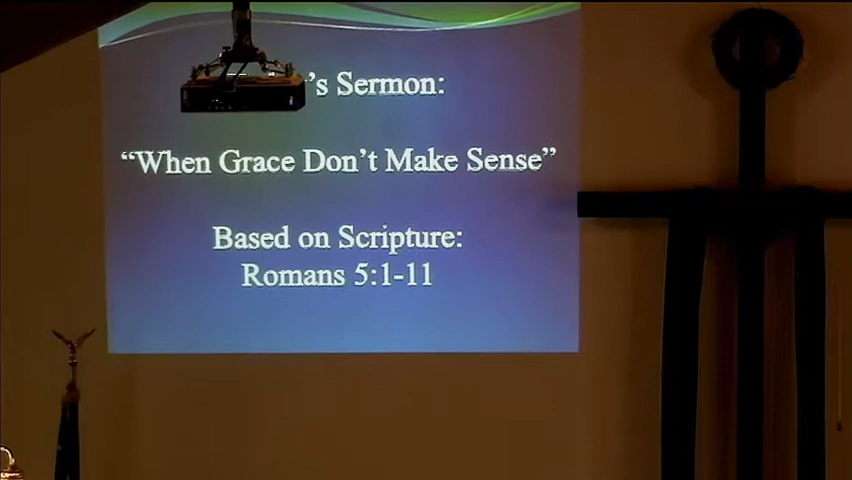 ’s Sermon:
“When Grace Don’t Make Sense”
Based on Scripture:
Romans 5:1-11